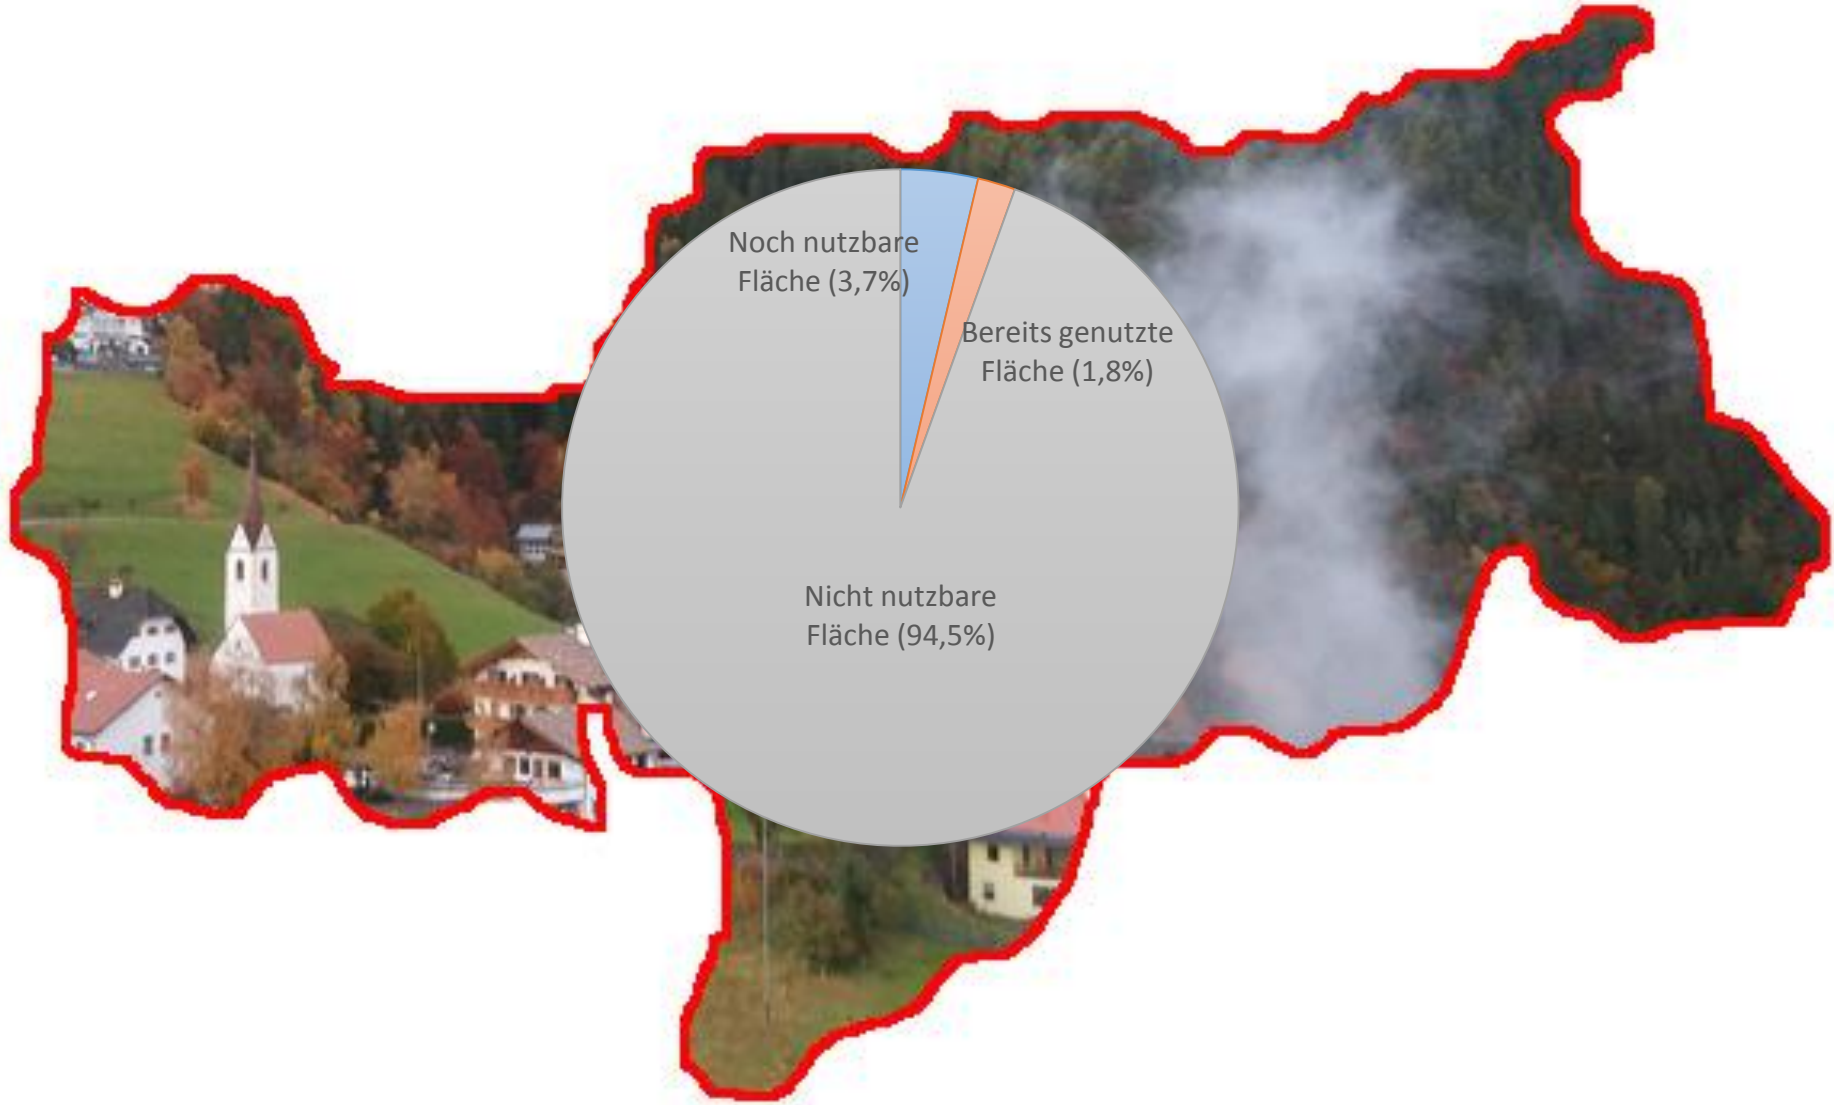 Noch nutzbare
Fläche (3,7%)
Bereits genutzte
Fläche (1,8%)
Nicht nutzbare
Fläche (94,5%)